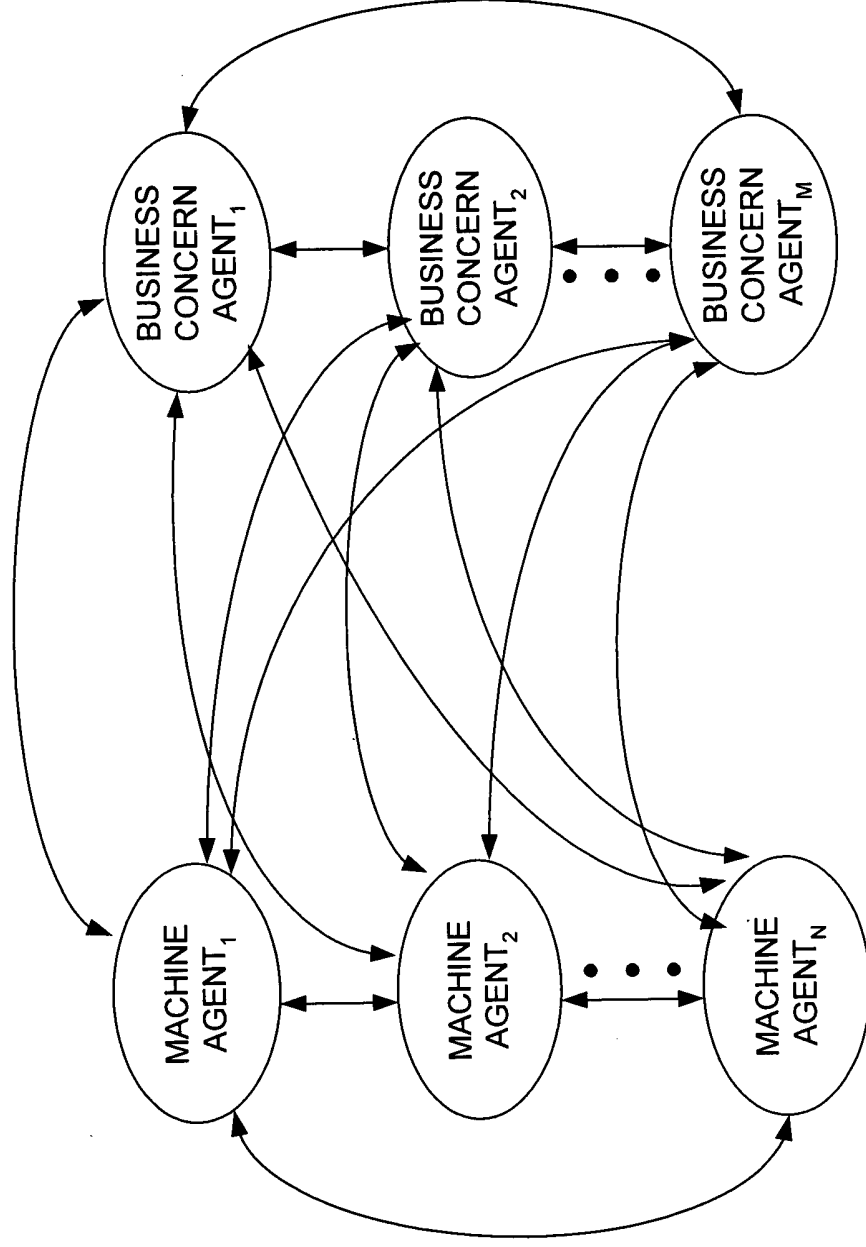 MACHINE
AGENT1
MACHINE
AGENT2
MACHINE
AGENTN
BUSINESS
CONCERN
AGENT1
BUSINESS
CONCERN
AGENT2
BUSINESS
CONCERN
AGENTM